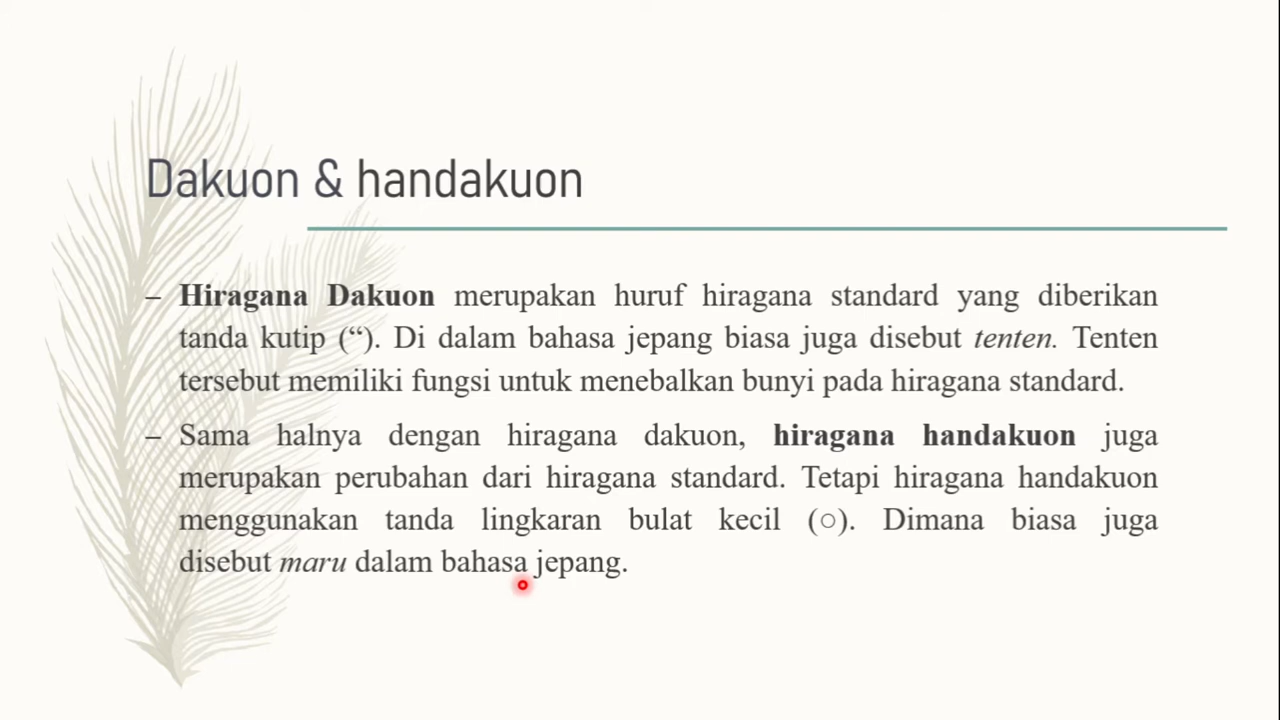 Dakuon & handakuon
– Hiragana Dakuon merupakan huruf hiragana standard yang diberikan
tanda kutip (“). Di dalam bahasa jepang biasa juga disebut tenten. Tenten
tersebut memiliki fungsi untuk menebalkan bunyi pada hiragana standard.
– Sama halnya dengan hiragana dakuon, hiragana handakuon juga
merupakan perubahan dari hiragana standard. Tetapi hiragana handakuon
menggunakan tanda lingkaran bulat kecil (○). Dimana biasa juga
disebut maru dalam bahasa jepang.